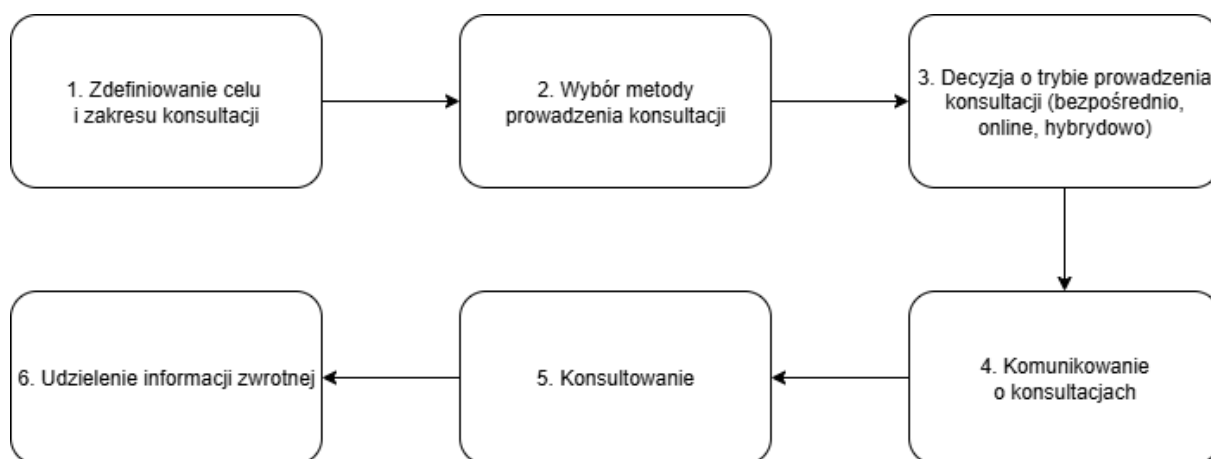 1. Zdefiniowanie celu
i zakresu konsultacji
2. Wybór metody
prowadzenia konsultacji
3. Decyzja o trybie prowadzenia
konsultacji (bezpośrednio,
online, hybrydowo)
4. Komunikowanie
o konsultacjach
5. Konsultowanie
6. Udzielenie informacji zwrotnej